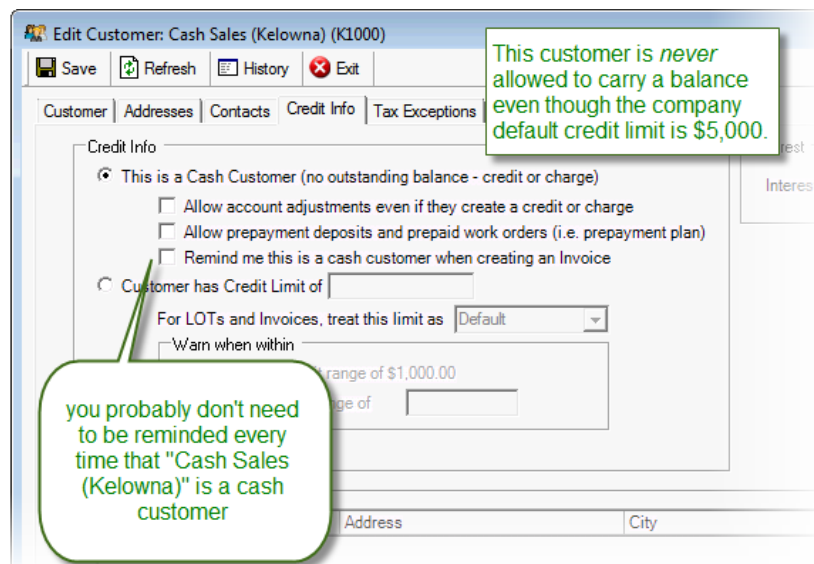 Edit Customer: Cash Sales (Kelowna) (K1000)
Save Refresh History Exit
This customer is never
allowed to carry a balance
even though the company
default credit limit is $5,000.
Customer Addresses Contacts Credit Info Tax Exceptions
Credit Info
This is a Cash Customer (no outstanding balance - credit or charge)
Allow account adjustments even if they create a credit or charge
Allow prepayment deposits and prepaid work orders (i.e. prepayment plan)
Remind me this is a cash customer when creating an Invoice
Customer has Credit Limit of
For LOTs and Invoices, treat this limit as Default
Warn when within
range of $1,000.00
of
you probably don't need
to be reminded every
time that "Cash Sales
(Kelowna)" is a cash
customer
Address City